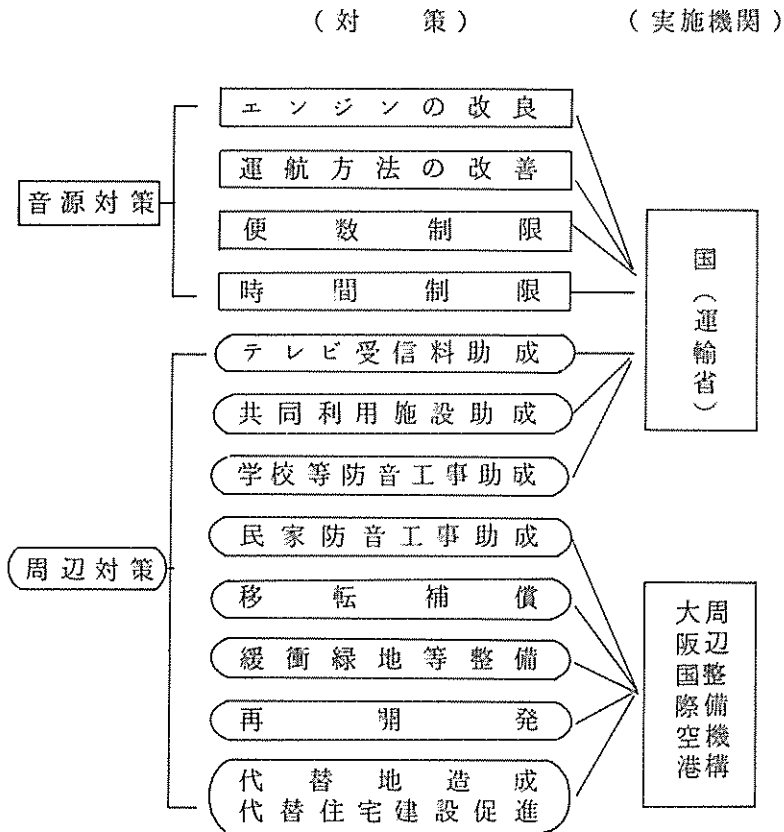 （対策）（実施機関）
エンジンの改良
運航方法の改善
音源対策
便数制限
時間制限
国（運輸省）
テレビ受信料助成
共同利用施設助成
学校等防音工事助成
民家防音工事助成
周辺対策
移転補償
緩衝緑地等整備
再開発
代替地造成
代替住宅建設促進
大阪国際空港
周辺整備機構